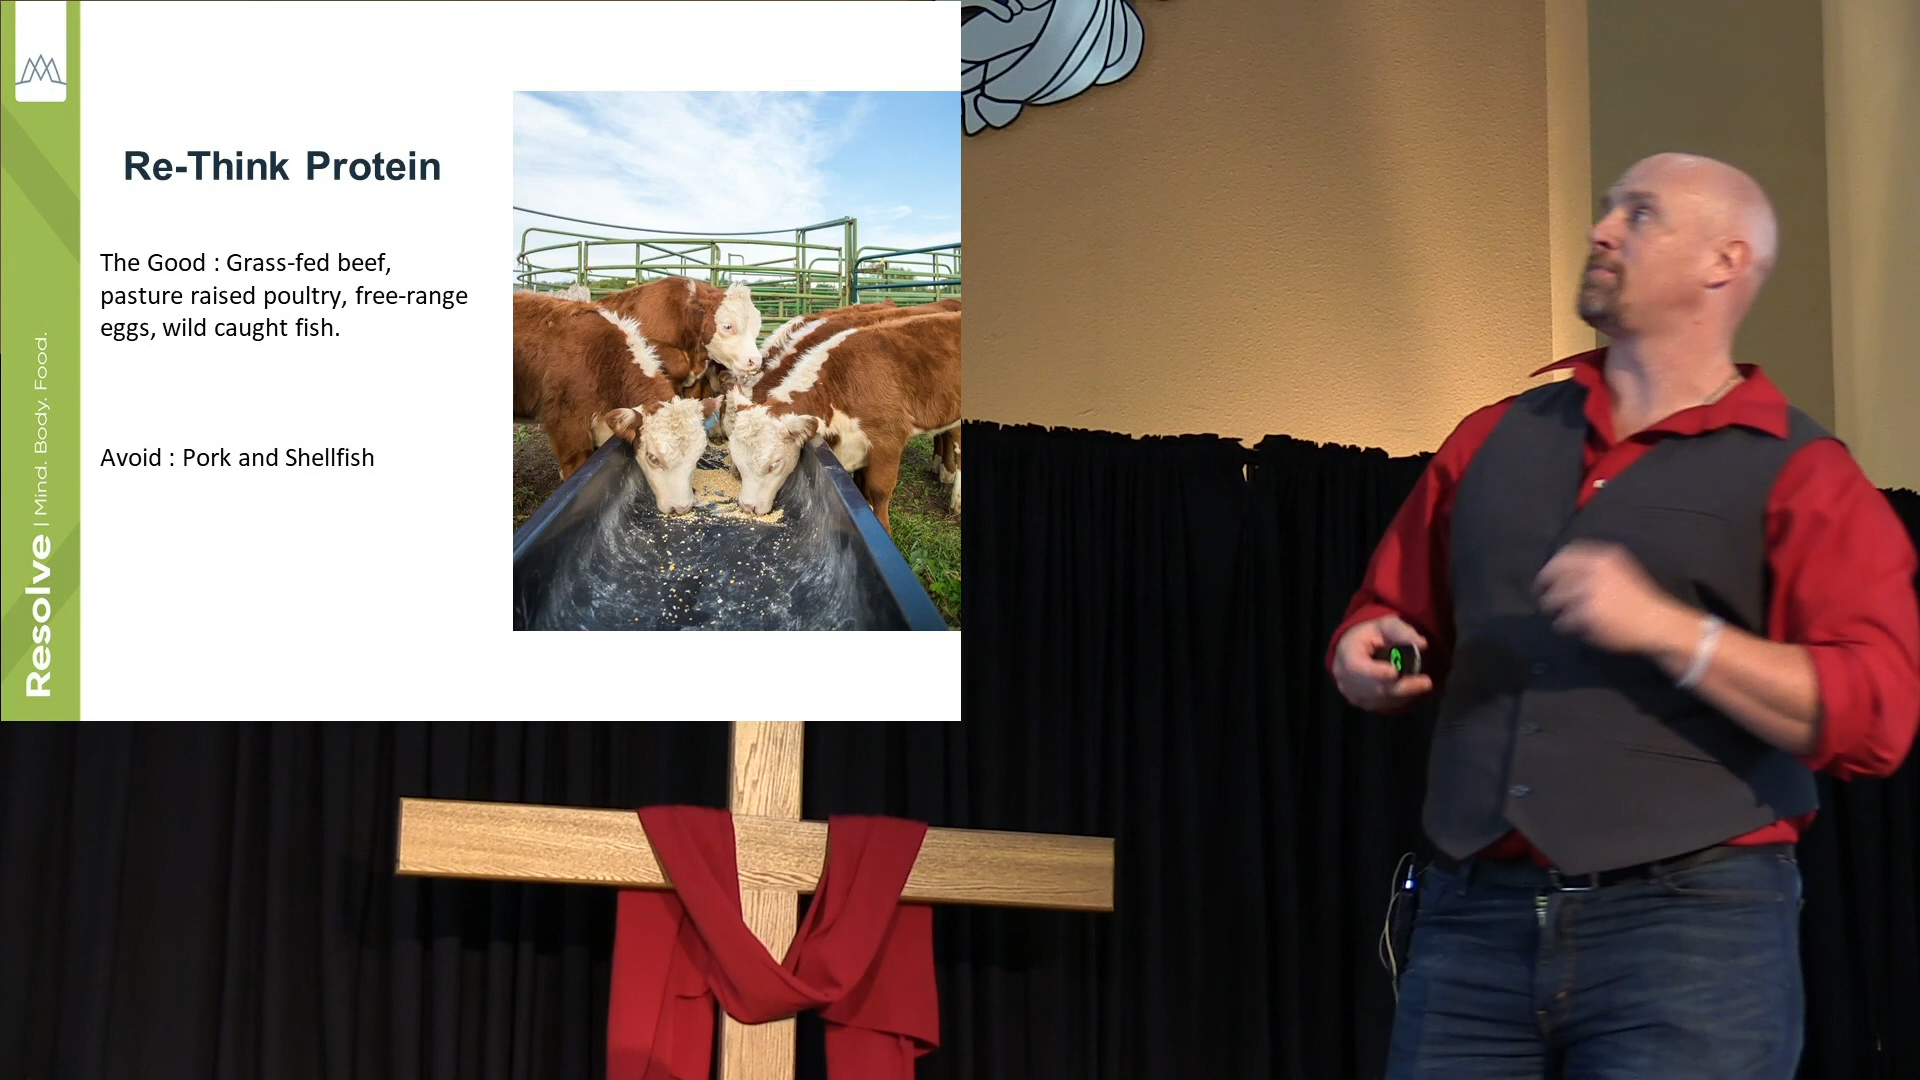 Re-Think Protein
The Good : Grass-fed beef,
pasture raised poultry, free-range
eggs, wild caught fish.
Avoid : Pork and Shellfish
Resolve | Mind. Body. Food.